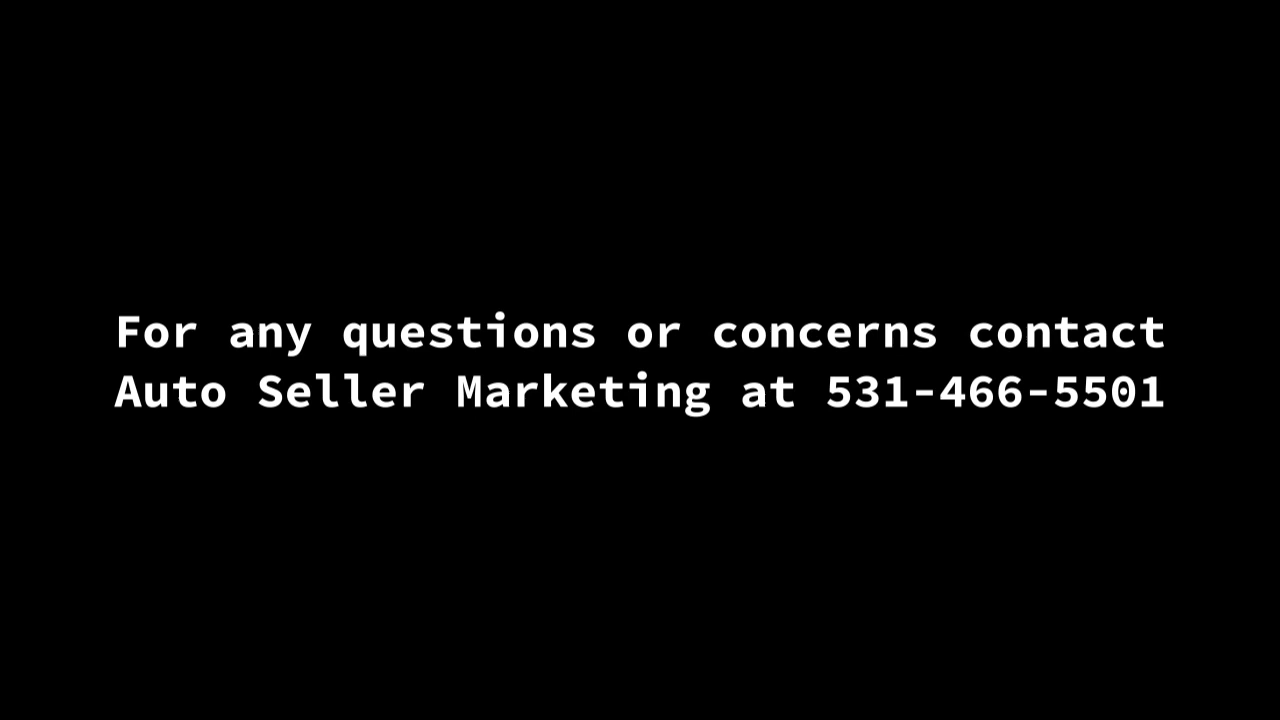 For any questions or concerns contact
Auto Seller Marketing at 531-466-5501